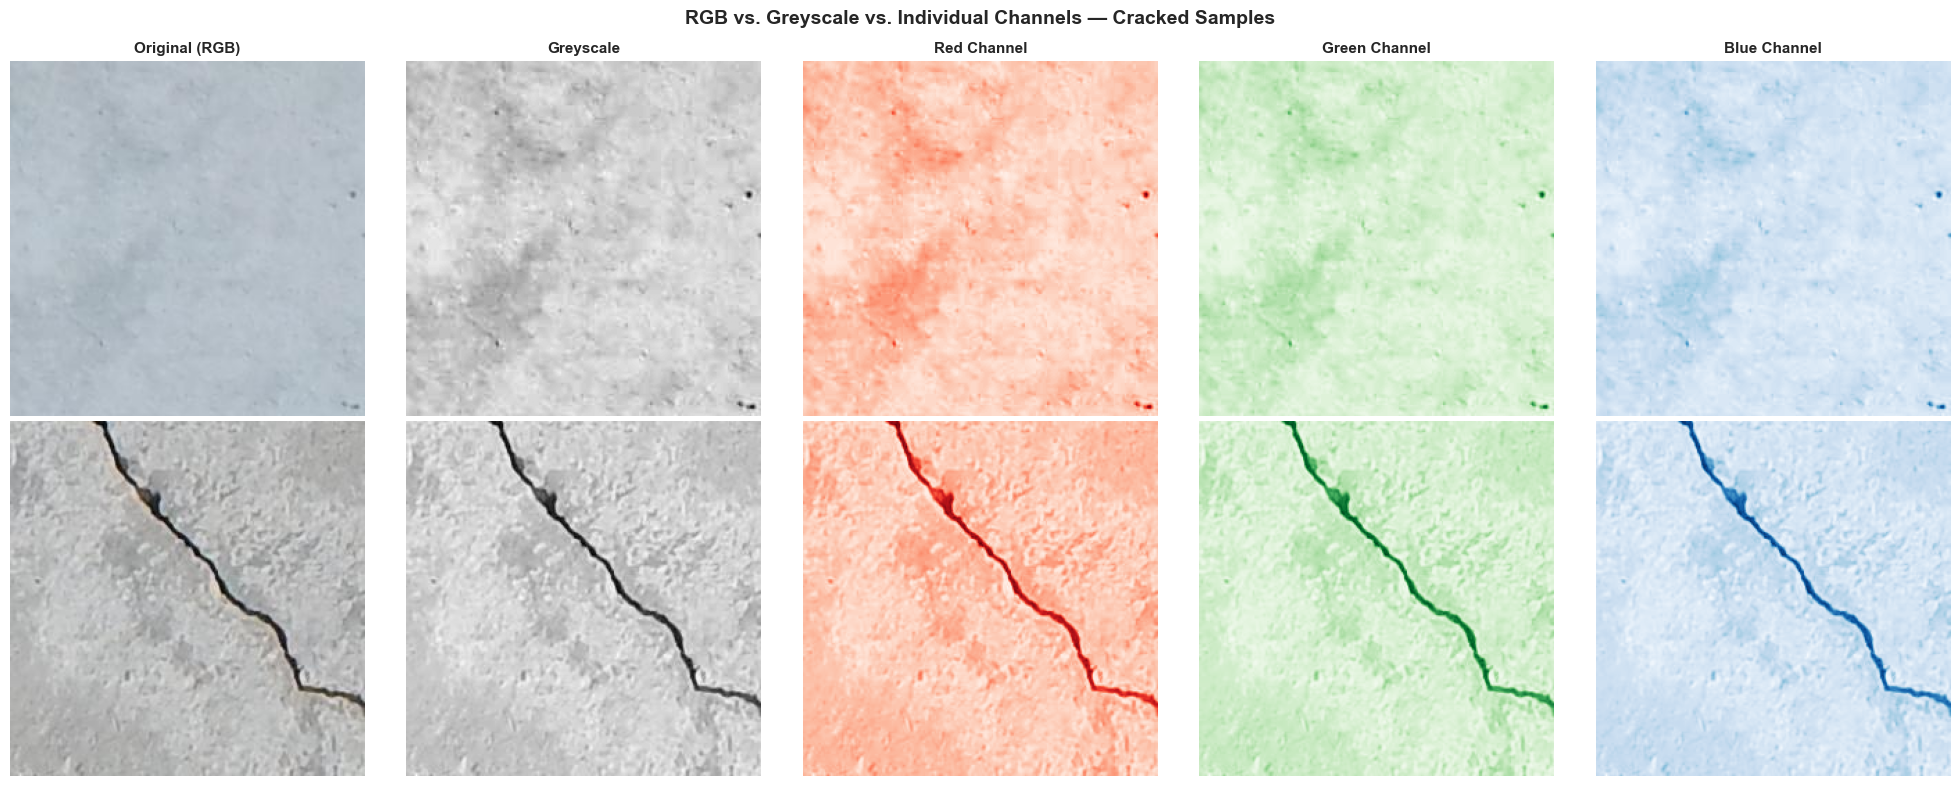 RGB vs. Greyscale vs. Individual Channels — Cracked Samples
Original (RGB)
Greyscale
Red Channel
Green Channel
Blue Channel